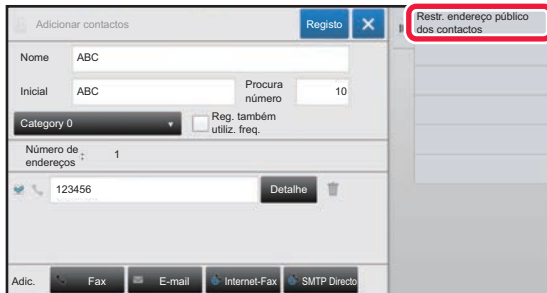 Adicionar contactos
Registo
Restr. endereço público
dos contactos
Nome
ABC
Inicial
ABC
Procura
número
10
Category 0
Reg. também
utiliz. freq.
Número de
endereços :
1
123456
Detalhe
Adic.
Fax
E-mail
Internet-Fax
SMTP Directo